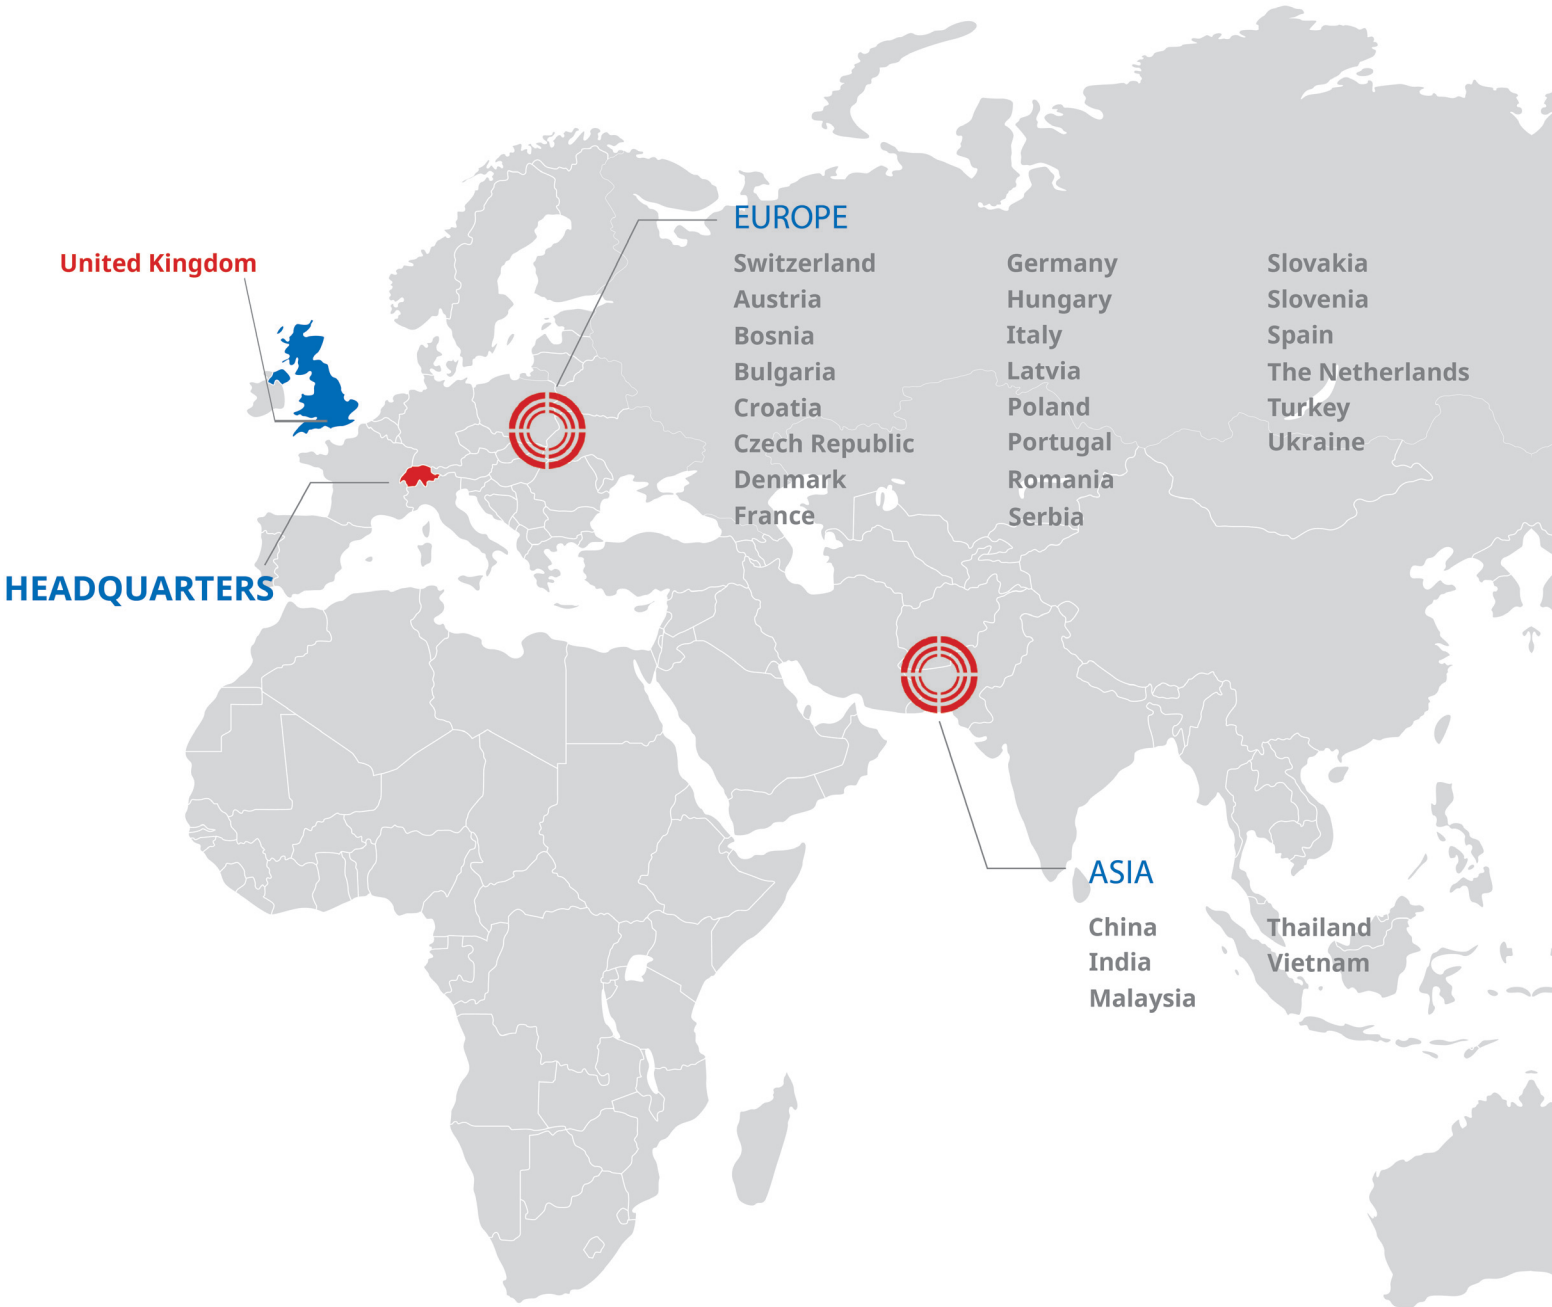 United Kingdom
HEADQUARTERS
EUROPE
Switzerland
Austria
Bosnia
Bulgaria
Croatia
Czech Republic
Denmark
France
Germany
Hungary
Italy
Latvia
Poland
Portugal
Romania
Serbia
Slovakia
Slovenia
Spain
The Netherlands
Turkey
Ukraine
ASIA
China
India
Malaysia
Thailand
Vietnam